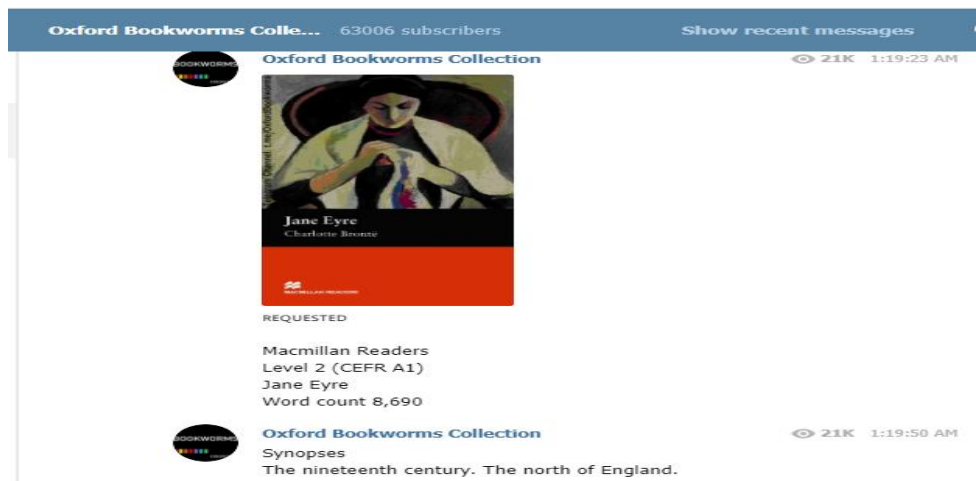 Oxford Bookworms Colle... 63006 subscribers Show recent messages
Oxford Bookworms Collection 21K 1:19:23 AM
BOOKWORMS
Jane Eyre
Charlotte Brontë
MACMILLAN READERS
REQUESTED
Macmillan Readers
Level 2 (CEFR A1)
Jane Eyre
Word count 8,690
Oxford Bookworms Collection 21K 1:19:50 AM
BOOKWORMS
Synopses
The nineteenth century. The north of England.